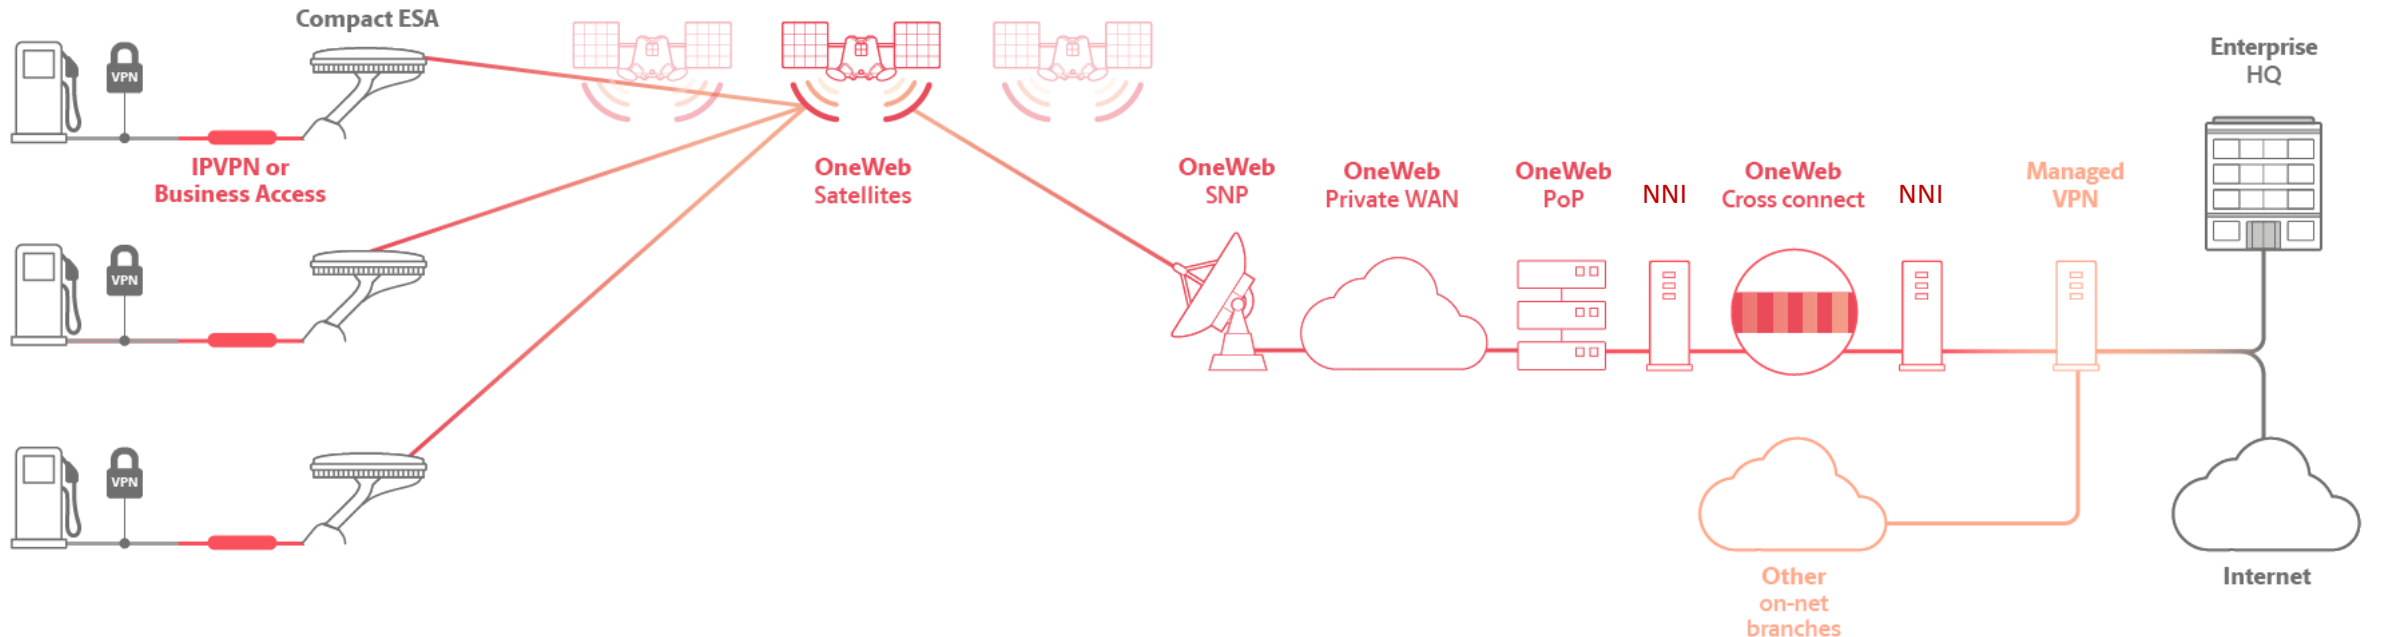 Compact ESA
VPN
IPVPN or
Business Access
VPN
VPN
OneWeb
Satellites
OneWeb
SNP
OneWeb
Private WAN
OneWeb
PoP
NNI
OneWeb
Cross connect
NNI
Managed
VPN
Enterprise
HQ
Other
on-net
branches
Internet